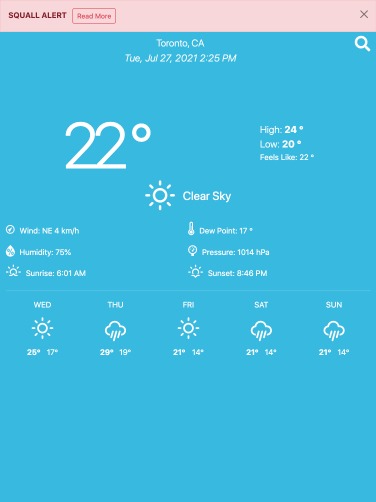 SQUALL ALERT Read More
Toronto, CA
Tue, Jul 27, 2021 2:25 PM
22°
High: 24 °
Low: 20 °
Feels Like: 22 °
Clear Sky
Wind: NE 4 km/h Dew Point: 17 °
Humidity: 75% Pressure: 1014 hPa
Sunrise: 6:01 AM Sunset: 8:46 PM
WED THU FRI SAT SUN
25° 17° 29° 19° 21° 14° 21° 14° 21° 14°